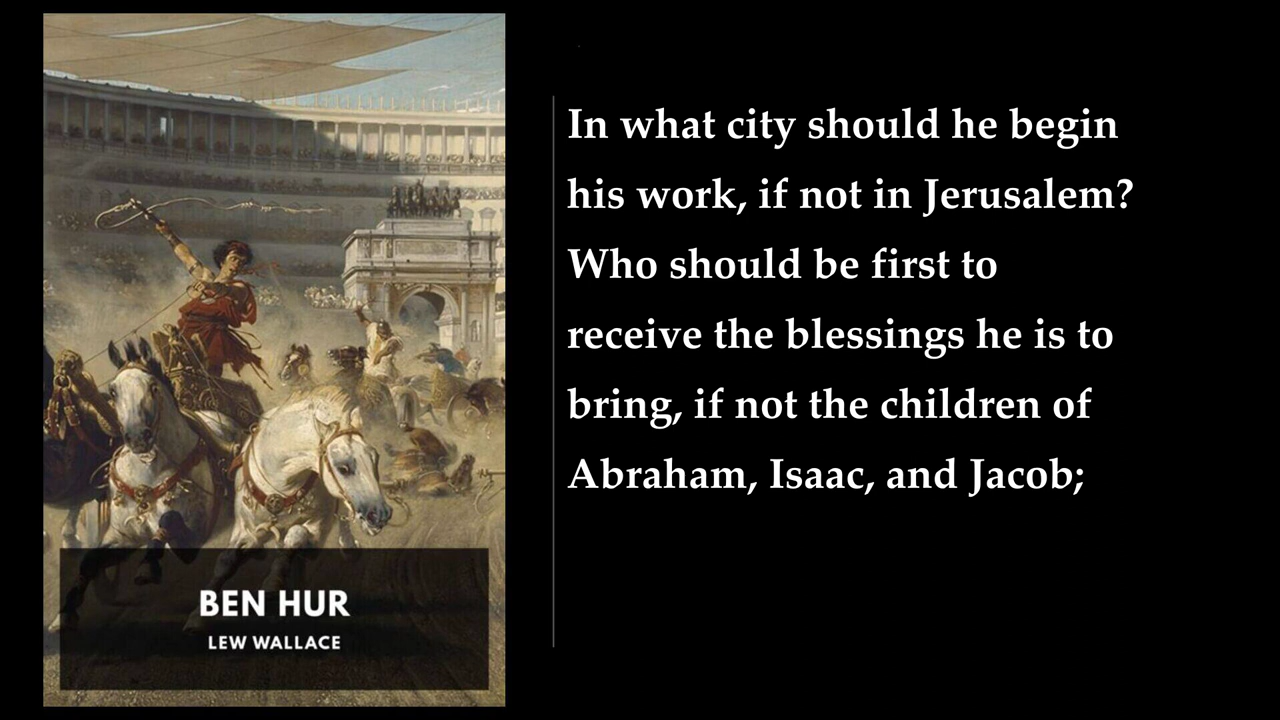 BEN HUR
LEW WALLACE
In what city should he begin
his work, if not in Jerusalem?
Who should be first to
receive the blessings he is to
bring, if not the children of
Abraham, Isaac, and Jacob;